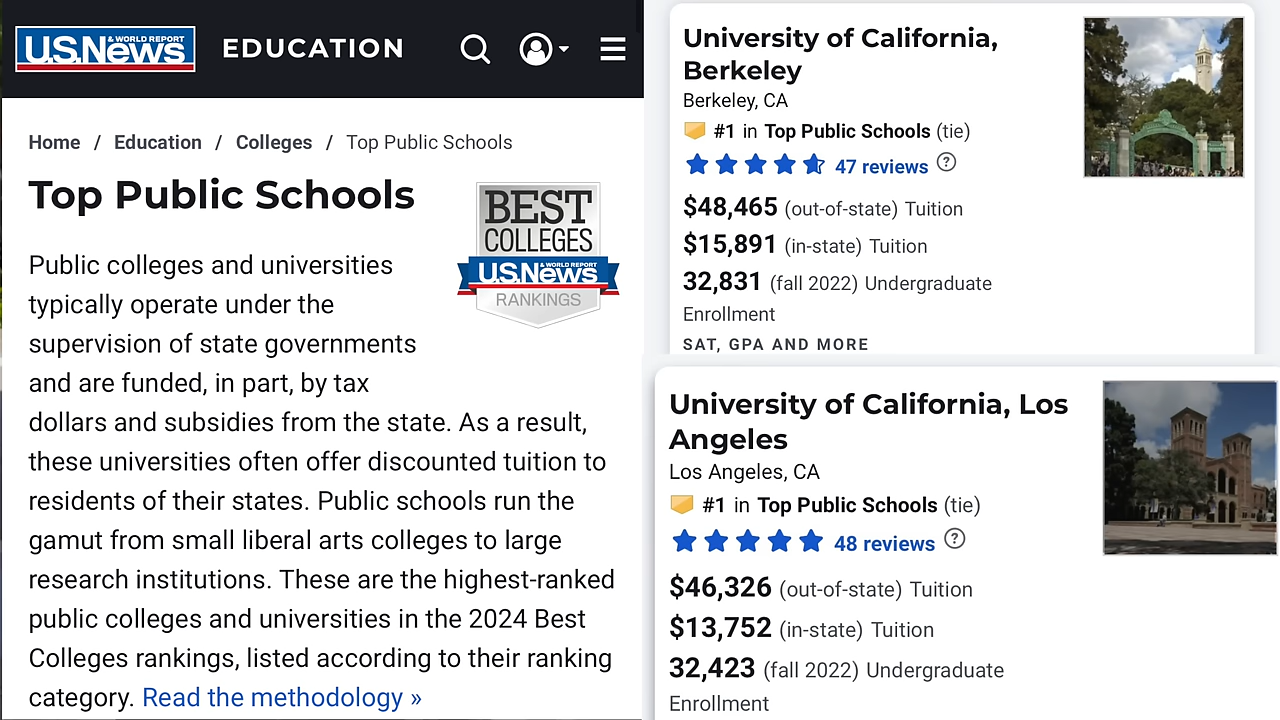 U.S.News & WORLD REPORT EDUCATION
Home / Education / Colleges / Top Public Schools
Top Public Schools
BEST
COLLEGES
U.S.News & WORLD REPORT
RANKINGS
Public colleges and universities
typically operate under the
supervision of state governments
and are funded, in part, by tax
dollars and subsidies from the state. As a result,
these universities often offer discounted tuition to
residents of their states. Public schools run the
gamut from small liberal arts colleges to large
research institutions. These are the highest-ranked
public colleges and universities in the 2024 Best
Colleges rankings, listed according to their ranking
category. Read the methodology »
University of California,
Berkeley
Berkeley, CA
#1 in Top Public Schools (tie)
47 reviews ?
$48,465 (out-of-state) Tuition
$15,891 (in-state) Tuition
32,831 (fall 2022) Undergraduate
Enrollment
SAT, GPA AND MORE
University of California, Los
Angeles
Los Angeles, CA
#1 in Top Public Schools (tie)
48 reviews ?
$46,326 (out-of-state) Tuition
$13,752 (in-state) Tuition
32,423 (fall 2022) Undergraduate
Enrollment